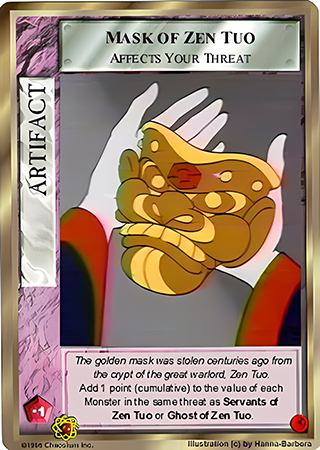 MASK OF ZEN TUO
AFFECTS YOUR THREAT
ARTIFACT
The golden mask was stolen centuries ago from
the crypt of the great warlord, Zen Tuo.
Add 1 point (cumulative) to the value of each
Monster in the same threat as Servants of
Zen Tuo or Ghost of Zen Tuo.
-1
©1996 Chaosium Inc.
Illustration (c) by Hanna-Barbera